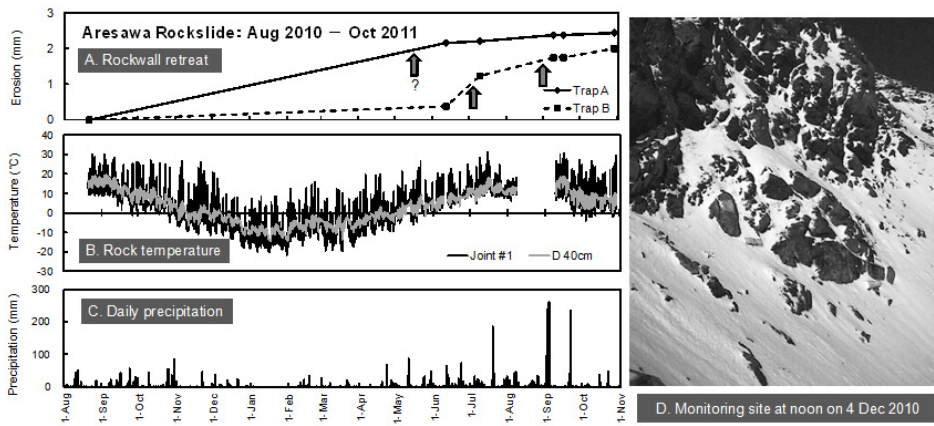 Aresawa Rockslide: Aug 2010 — Oct 2011
A. Rockwall retreat
Erosion (mm)
3
2
1
0
?
Trap A
Trap B
Temperature (°C)
40
30
20
10
0
-10
-20
-30
B. Rock temperature
Joint #1
D 40cm
Precipitation (mm)
300
200
100
0
C. Daily precipitation
1-Aug
1-Sep
1-Oct
1-Nov
1-Dec
1-Jan
1-Feb
1-Mar
1-Apr
1-May
1-Jun
1-Jul
1-Aug
1-Sep
1-Oct
1-Nov
D. Monitoring site at noon on 4 Dec 2010